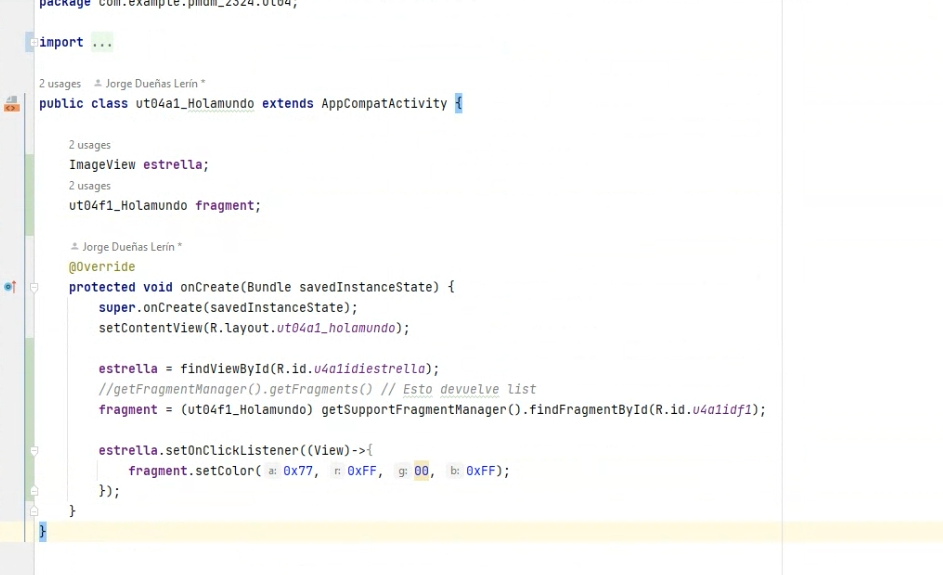 package com.example.pmdm_2324.ut04;
import ...
2 usages Jorge Dueñas Lerín *
public class ut04a1_Holamundo extends AppCompatActivity {
2 usages
ImageView estrella;
2 usages
ut04f1_Holamundo fragment;
Jorge Dueñas Lerín *
@Override
protected void onCreate(Bundle savedInstanceState) {
super.onCreate(savedInstanceState);
setContentView(R.layout.ut04a1_holamundo);
estrella = findViewById(R.id.u4a1idiestrella);
//getFragmentManager().getFragments() // Esto devuelve list
fragment = (ut04f1_Holamundo) getSupportFragmentManager().findFragmentById(R.id.u4a1idf1);
estrella.setOnClickListener((View)->{
fragment.setColor( a: 0x77, r: 0xFF, g: 00, b: 0xFF);
});
}
}